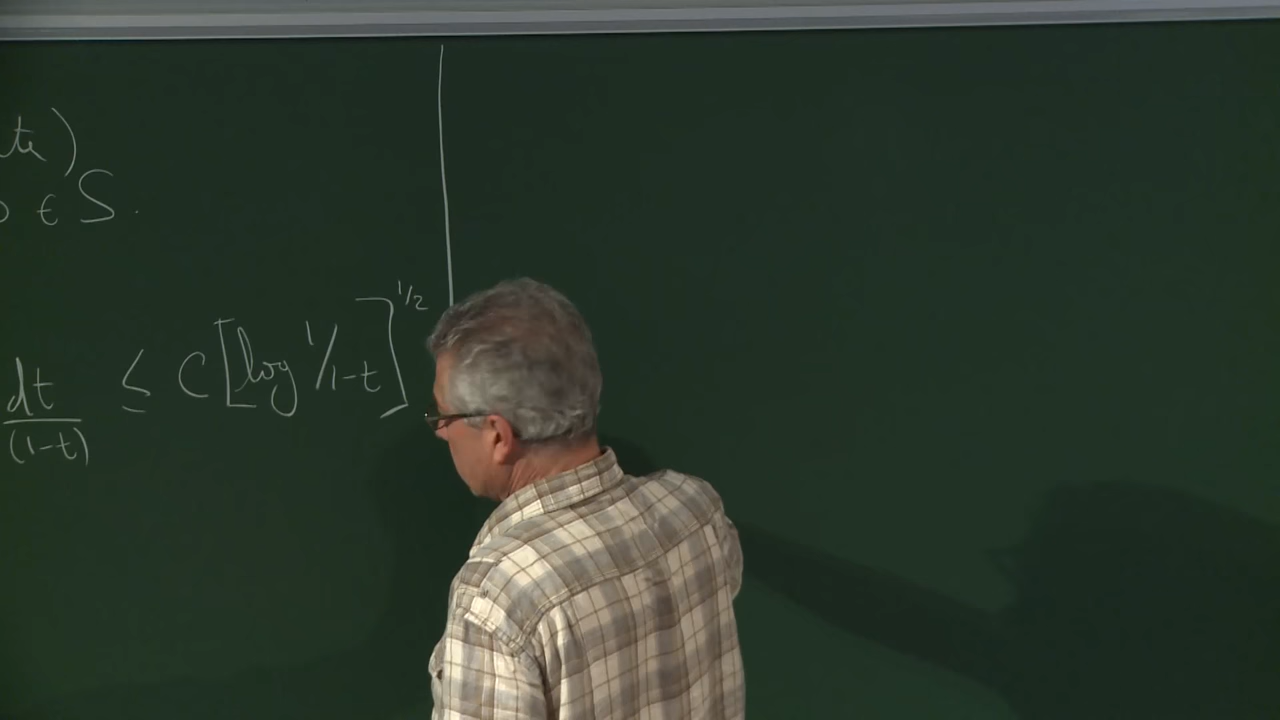 )
∈ S.
dt/(1-t) ≤ C[log 1/1-t]^1/2